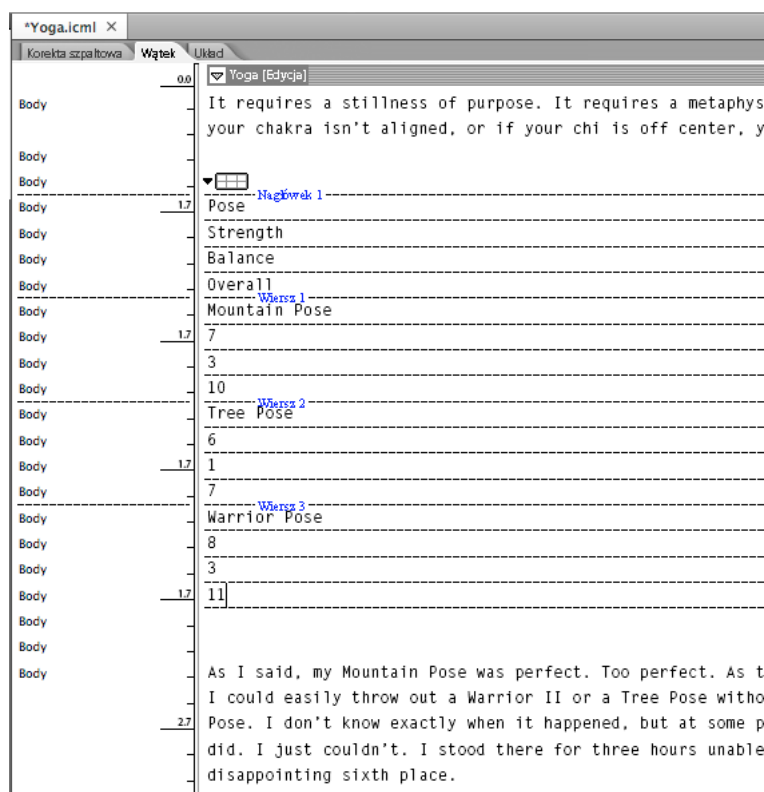 *Yoga.icml ×
Korekta szpaltowa Wątek Układ
0.0 Yoga [Edycja]
Body It requires a stillness of purpose. It requires a metaphys
your chakra isn't aligned, or if your chi is off center, y
Body
Body
Nagłówek 1
Body 1.7 Pose
Body Strength
Body Balance
Body Overall
Wiersz 1
Body Mountain Pose
Body 1.7 7
Body 3
Body 10
Wiersz 2
Body Tree Pose
Body 6
Body 1.7 1
Body 7
Wiersz 3
Body Warrior Pose
Body 8
Body 3
Body 1.7 11
Body
Body
Body As I said, my Mountain Pose was perfect. Too perfect. As t
I could easily throw out a Warrior II or a Tree Pose witho
2.7 Pose. I don't know exactly when it happened, but at some p
did. I just couldn't. I stood there for three hours unable
disappointing sixth place.